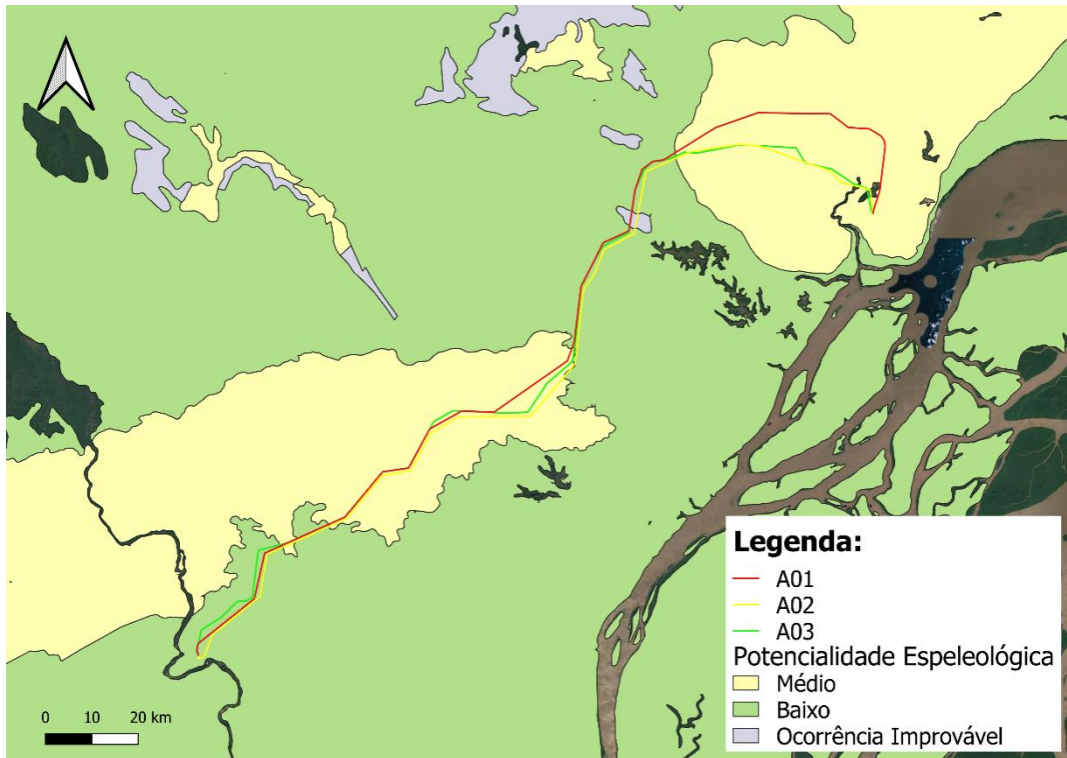 Legenda:
A01
A02
A03
Potencialidade Espeleológica
Médio
Baixo
Ocorrência Improvável
0 10 20 km